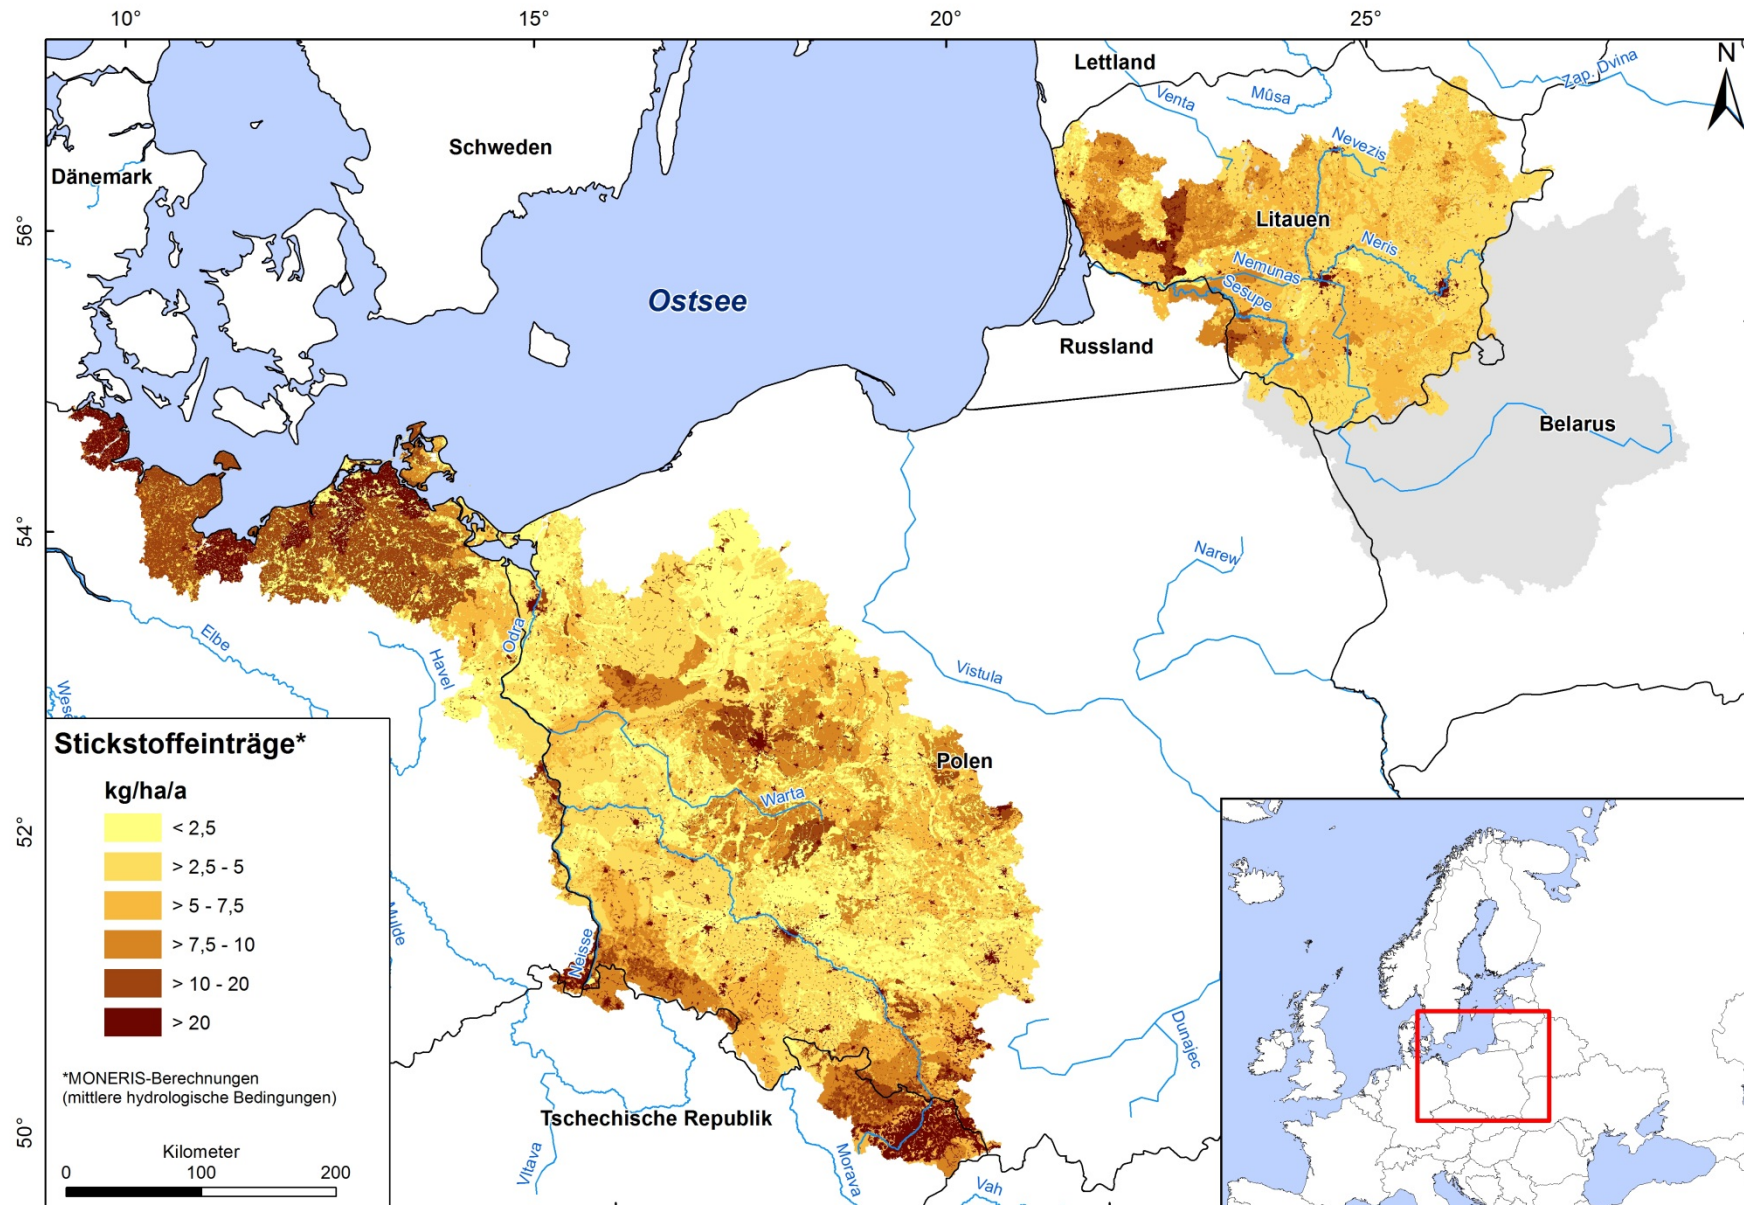 10°
15°
20°
25°
N
Lettland
Zap. Dvina
Venta
Mûsa
Schweden
Nevezis
Dänemark
56°
Litauen
Neris
Nemunas
Sesupe
Ostsee
Russland
Belarus
54°
Narew
Odra
Elbe
Havel
Vistula
Wese
Stickstoffeinträge*
kg/ha/a
< 2,5
> 2,5 - 5
> 5 - 7,5
> 7,5 - 10
> 10 - 20
> 20
*MONERIS-Berechnungen
(mittlere hydrologische Bedingungen)
Kilometer
0 100 200
Polen
Warta
52°
Mulde
Neisse
Dunajec
50°
Tschechische Republik
Vltava
Morava
Vah